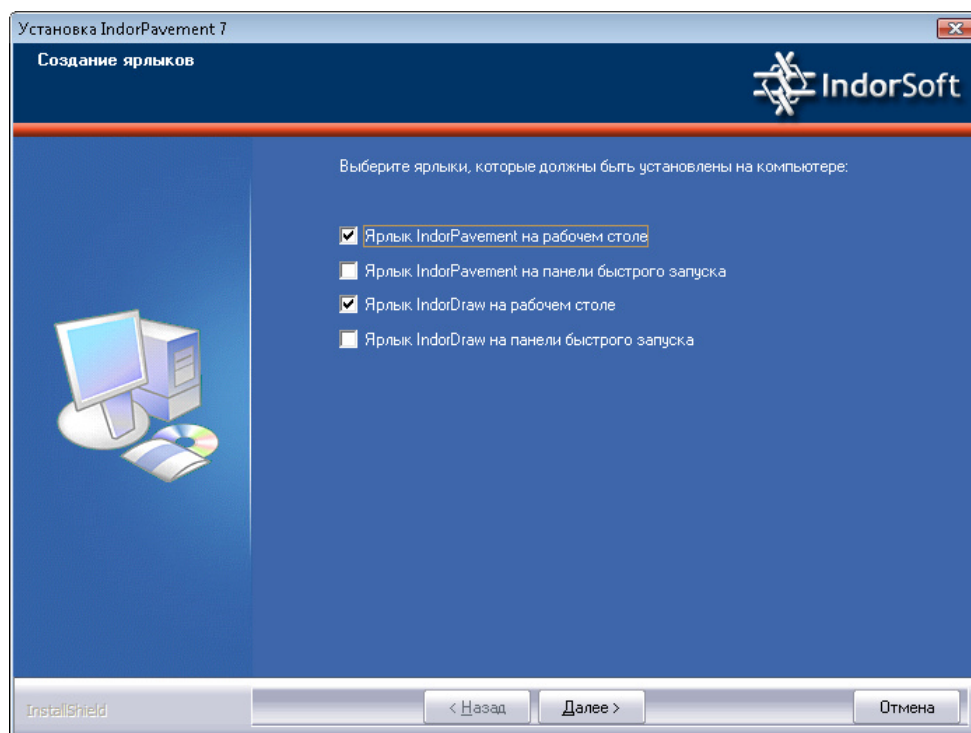 Установка IndorPavement 7
Создание ярлыков
IndorSoft
Выберите ярлыки, которые должны быть установлены на компьютере:
Ярлык IndorPavement на рабочем столе
Ярлык IndorPavement на панели быстрого запуска
Ярлык IndorDraw на рабочем столе
Ярлык IndorDraw на панели быстрого запуска
InstallShield
< Назад
Далее >
Отмена